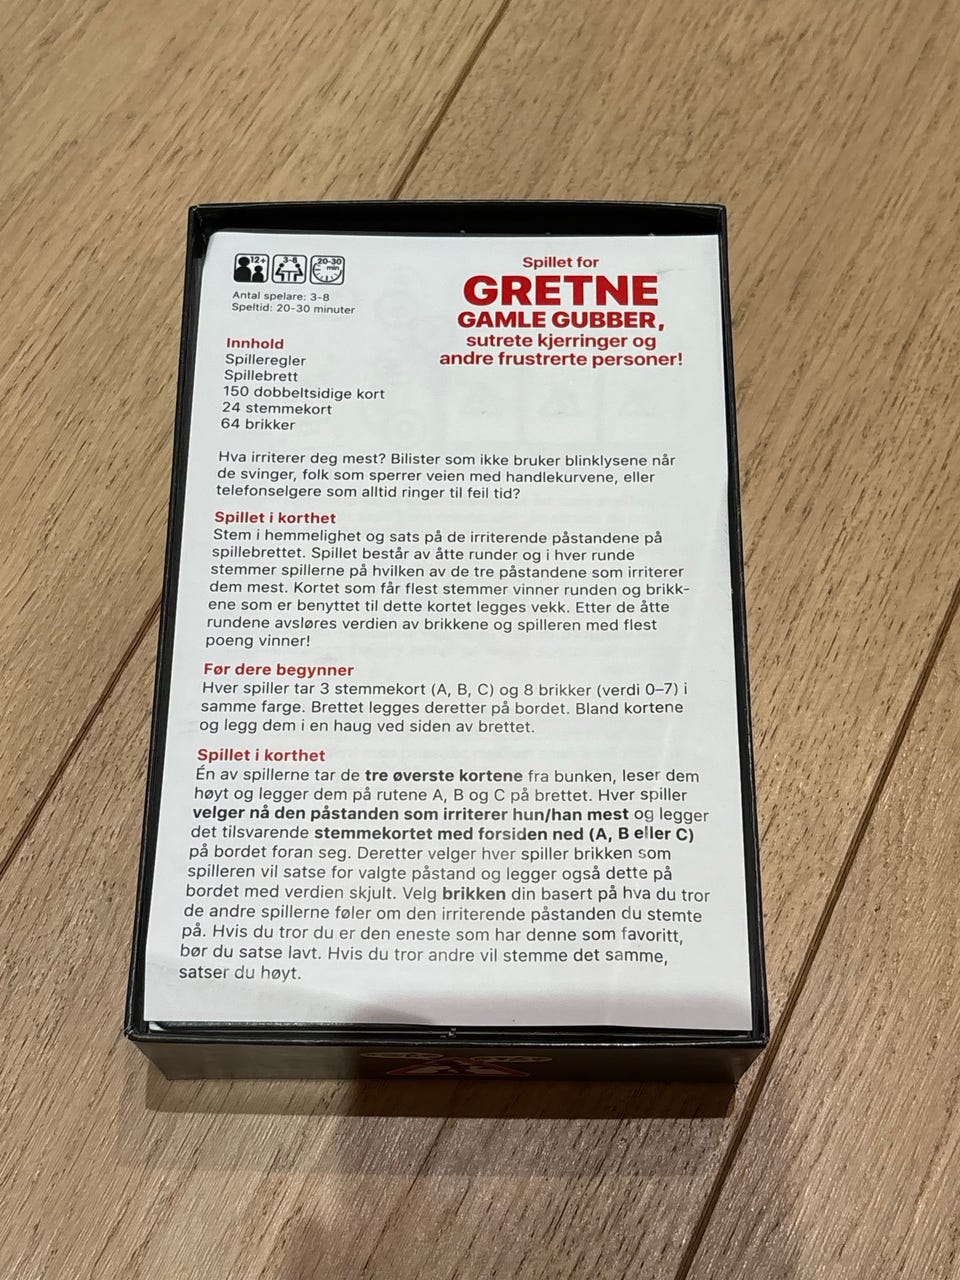 12+
3-8
20-30
min
Antal spelare: 3-8
Speltid: 20-30 minuter
Spillet for
GRETNE
GAMLE GUBBER,
sutrete kjerringer og
andre frustrerte personer!
Innhold
Spilleregler
Spillebrett
150 dobbeltsidige kort
24 stemmekort
64 brikker
Hva irriterer deg mest? Bilister som ikke bruker blinklysene når
de svinger, folk som sperrer veien med handlekurvene, eller
telefonselgere som alltid ringer til feil tid?
Spillet i korthet
Stem i hemmelighet og sats på de irriterende påstandene på
spillebrettet. Spillet består av åtte runder og i hver runde
stemmer spillerne på hvilken av de tre påstandene som irriterer
dem mest. Kortet som får flest stemmer vinner runden og brikk-
ene som er benyttet til dette kortet legges vekk. Etter de åtte
rundene avsløres verdien av brikkene og spilleren med flest
poeng vinner!
Før dere begynner
Hver spiller tar 3 stemmekort (A, B, C) og 8 brikker (verdi 0–7) i
samme farge. Brettet legges deretter på bordet. Bland kortene
og legg dem i en haug ved siden av brettet.
Spillet i korthet
Én av spillerne tar de tre øverste kortene fra bunken, leser dem
høyt og legger dem på rutene A, B og C på brettet. Hver spiller
velger nå den påstanden som irriterer hun/han mest og legger
det tilsvarende stemmekortet med forsiden ned (A, B eller C)
på bordet foran seg. Deretter velger hver spiller brikken som
spilleren vil satse for valgte påstand og legger også dette på
bordet med verdien skjult. Velg brikken din basert på hva du tror
de andre spillerne føler om den irriterende påstanden du stemte
på. Hvis du tror du er den eneste som har denne som favoritt,
bør du satse lavt. Hvis du tror andre vil stemme det samme,
satser du høyt.